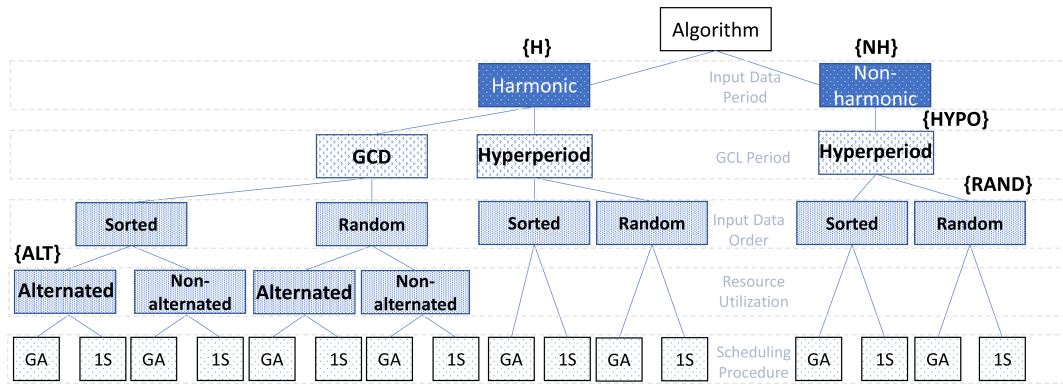 Algorithm
{H}
{NH}
Harmonic
Input Data
Period
Non-
harmonic
{HYPO}
GCD
Hyperperiod
GCL Period
Hyperperiod
{RAND}
Sorted
Random
Sorted
Random
Input Data
Order
Sorted
Random
{ALT}
Alternated
Non-
alternated
Alternated
Non-
alternated
Resource
Utilization
GA
1S
GA
1S
GA
1S
GA
1S
GA
1S
GA
1S
Scheduling
Procedure
GA
1S
GA
1S